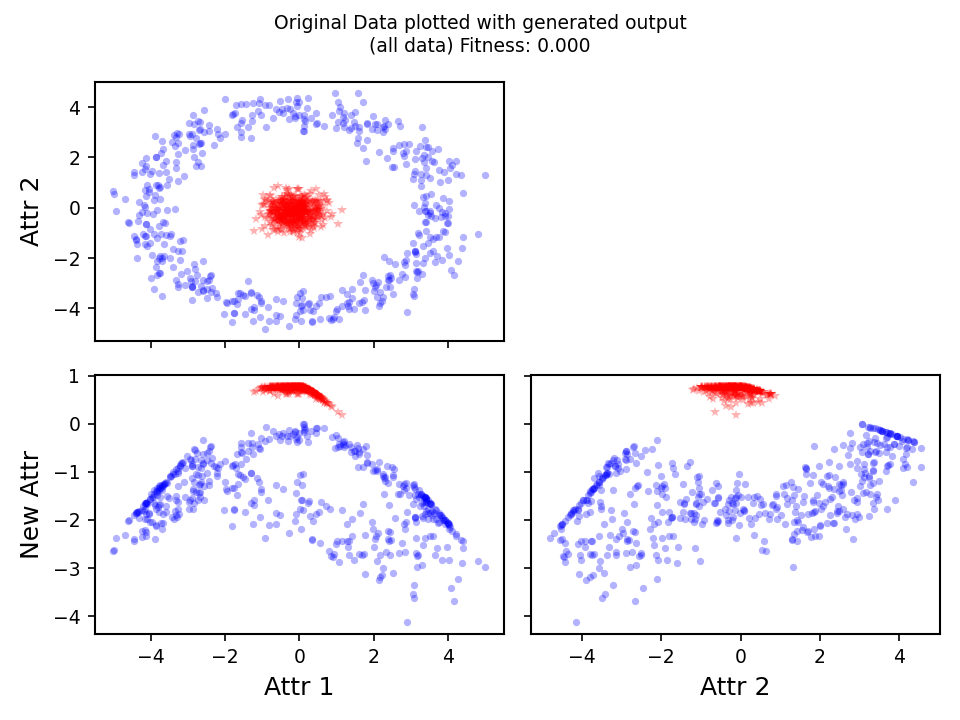 Original Data plotted with generated output
(all data) Fitness: 0.000
4
2
0
−2
−4
Attr 2
1
0
−1
−2
−3
−4
New Attr
−4 −2 0 2 4
Attr 1
−4 −2 0 2 4
Attr 2